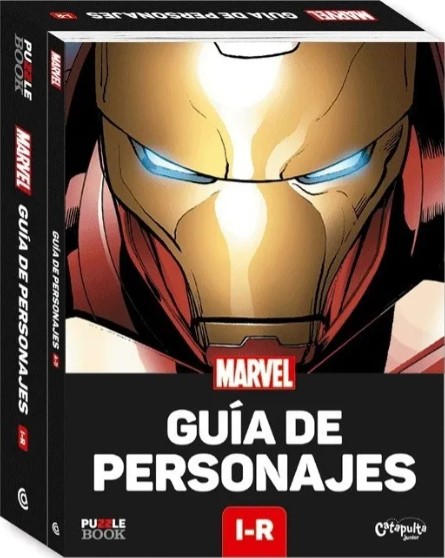 I-R
GUÍA DE PERSONAJES
MARVEL
PUZZLE
BOOK
MARVEL
GUÍA DE PERSONAJES
I-R
MARVEL
GUÍA DE PERSONAJES
I-R
MARVEL
GUÍA DE
PERSONAJES
I-R
PUZZLE
BOOK
Catapulta
junior